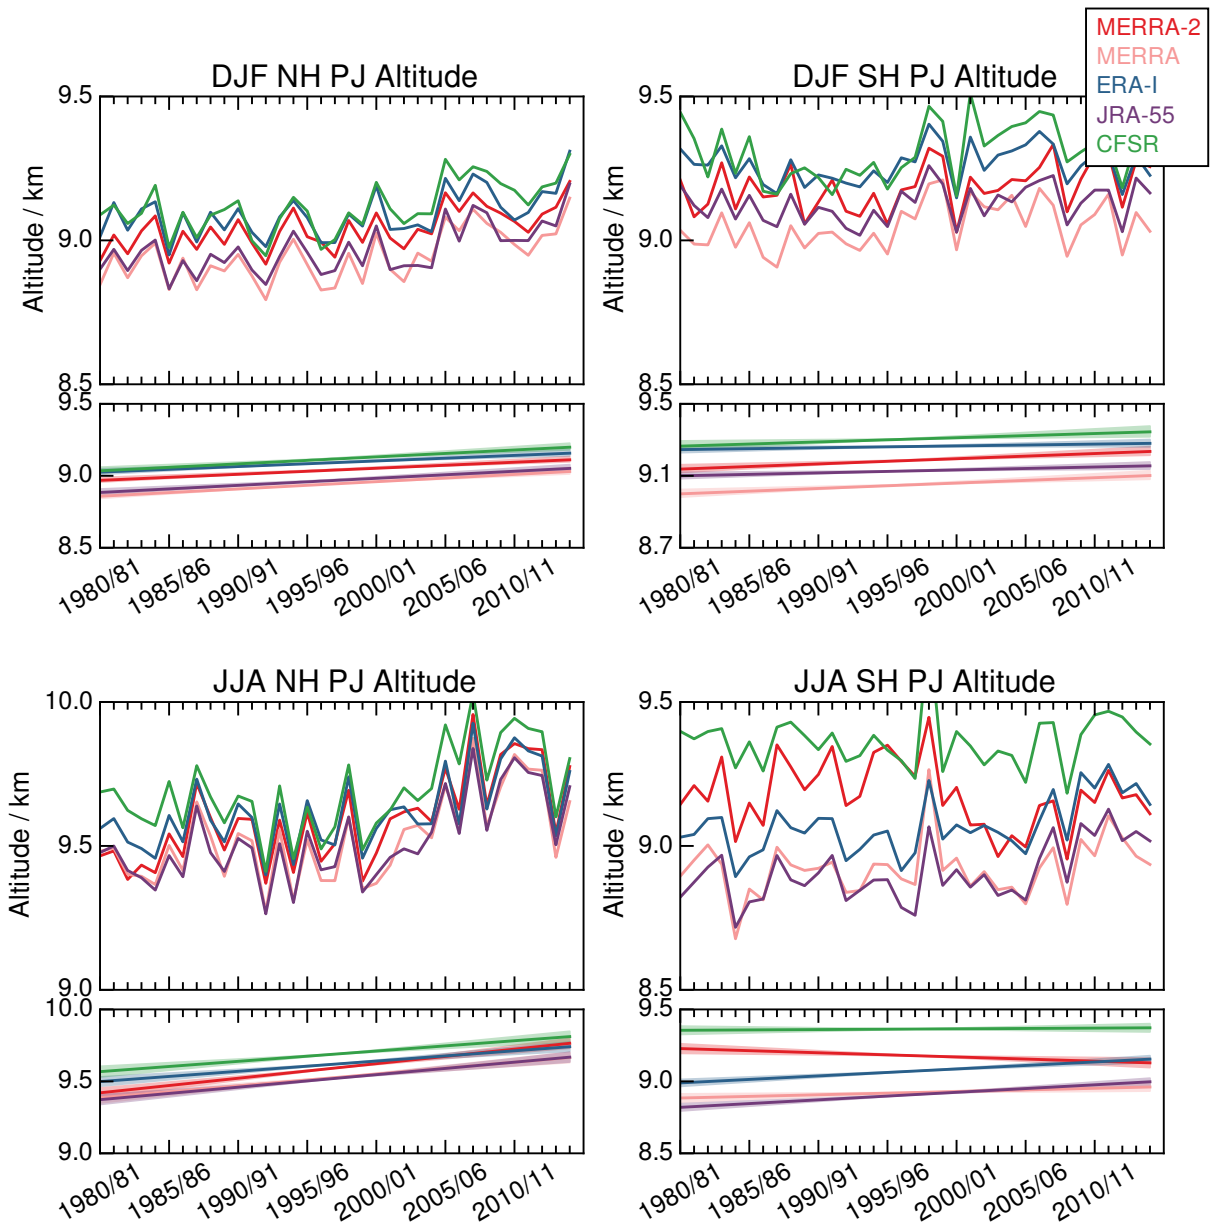 MERRA-2
MERRA
ERA-I
JRA-55
CFSR
DJF NH PJ Altitude
9.5
9.0
8.5
Altitude / km
9.5
9.0
8.5
1980/81 1985/86 1990/91 1995/96 2000/01 2005/06 2010/11
DJF SH PJ Altitude
9.5
9.0
8.5
Altitude / km
9.5
9.1
8.7
1980/81 1985/86 1990/91 1995/96 2000/01 2005/06 2010/11
JJA NH PJ Altitude
10.0
9.5
9.0
Altitude / km
10.0
9.5
9.0
1980/81 1985/86 1990/91 1995/96 2000/01 2005/06 2010/11
JJA SH PJ Altitude
9.5
9.0
8.5
Altitude / km
9.5
9.0
8.5
1980/81 1985/86 1990/91 1995/96 2000/01 2005/06 2010/11